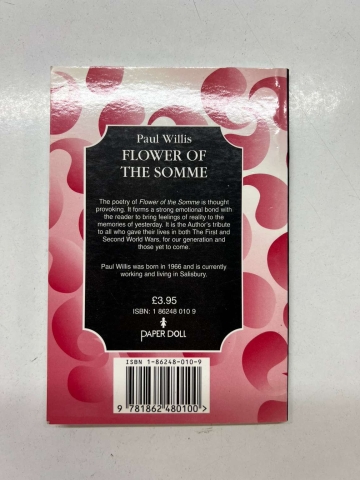 Paul Willis
FLOWER OF
THE SOMME
The poetry of Flower of the Somme is thought
provoking. It forms a strong emotional bond with
the reader to bring feelings of reality to the
memories of yesterday. It is the Author's tribute
to all who gave their lives in both The First and
Second World Wars, for our generation and
those yet to come.
Paul Willis was born in 1966 and is currently
working and living in Salisbury.
£3.95
ISBN: 1 86248 010 9
PAPER DOLL
ISBN 1-86248-010-9
9 781862 480100>